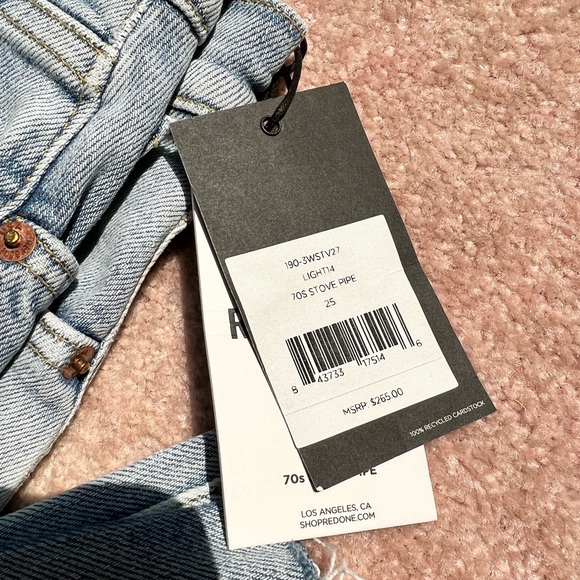 190-3WSTV27
LIGHT14
70S STOVE PIPE
25
8 43733 17514 6
MSRP: $265.00
100% RECYCLED CARDSTOCK
R
70s PIPE
LOS ANGELES, CA
SHOPREDONE.COM